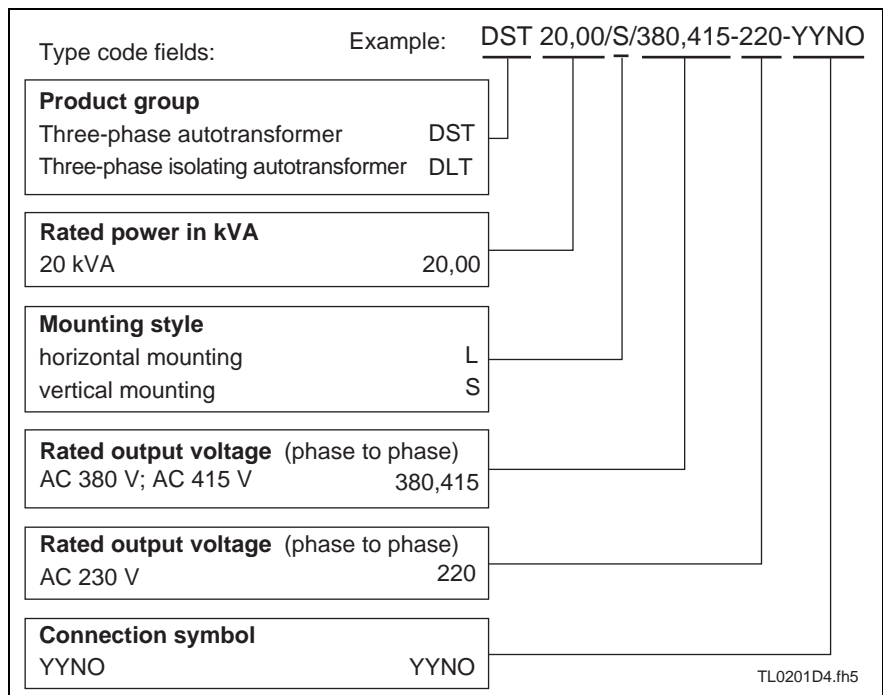 Type code fields:
Example: DST 20,00/S/380,415-220-YYNO
Product group
Three-phase autotransformer DST
Three-phase isolating autotransformer DLT
Rated power in kVA
20 kVA 20,00
Mounting style
horizontal mounting L
vertical mounting S
Rated output voltage (phase to phase)
AC 380 V; AC 415 V 380,415
Rated output voltage (phase to phase)
AC 230 V 220
Connection symbol
YYNO YYNO
TL0201D4.fh5